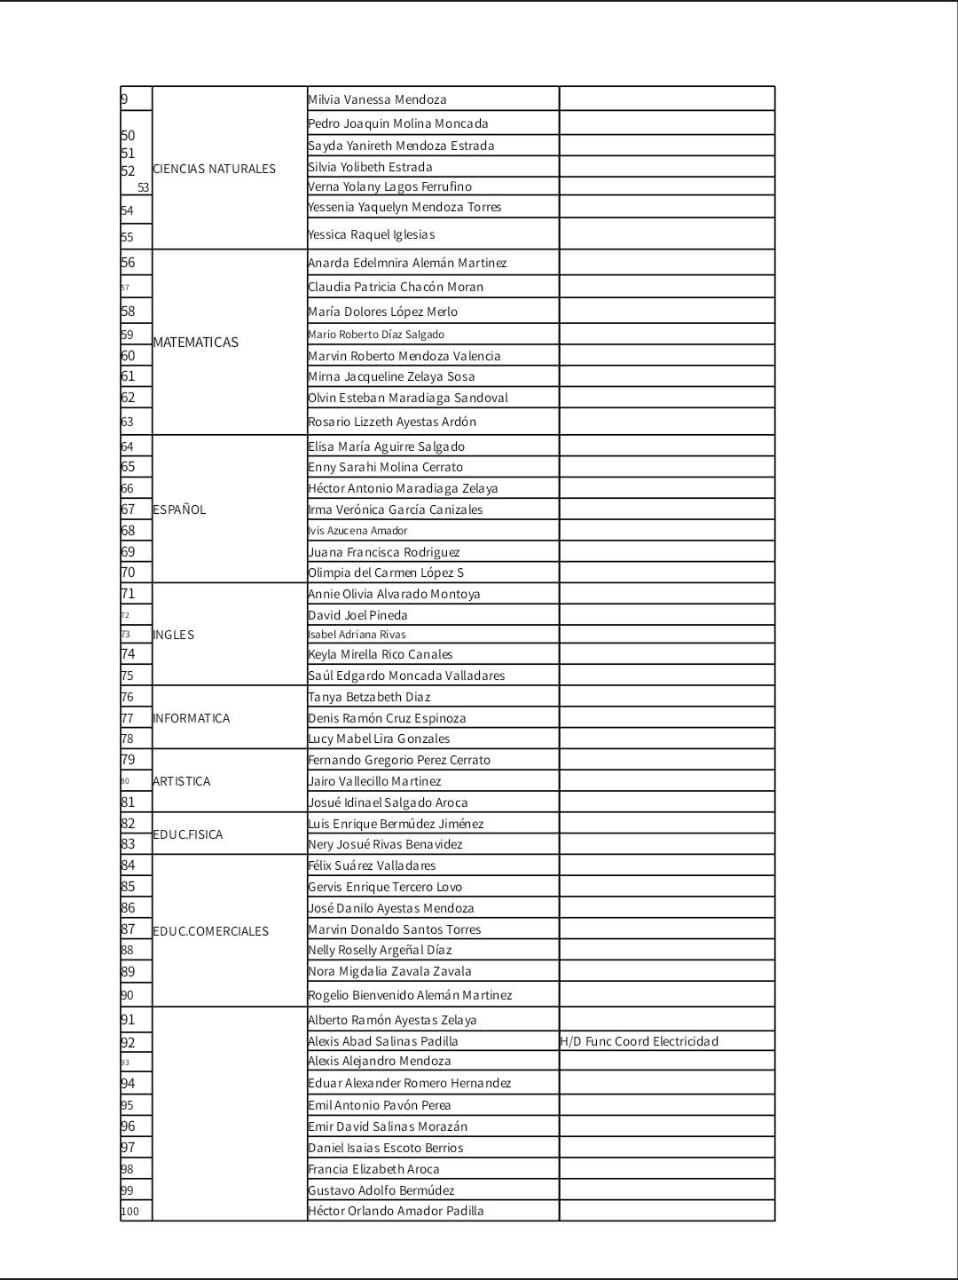 9 Milvia Vanessa Mendoza
50 Pedro Joaquin Molina Moncada
51 Sayda Yanireth Mendoza Estrada
52 CIENCIAS NATURALES Silvia Yolibeth Estrada
53 Verna Yolany Lagos Ferrufino
54 Yessenia Yaquelyn Mendoza Torres
55 Yessica Raquel Iglesias
56 Anarda Edelmnira Alemán Martinez
57 Claudia Patricia Chacón Moran
58 María Dolores López Merlo
59 Mario Roberto Díaz Salgado
MATEMATICAS
60 Marvin Roberto Mendoza Valencia
61 Mirna Jacqueline Zelaya Sosa
62 Olvin Esteban Maradiaga Sandoval
63 Rosario Lizzeth Ayestas Ardón
64 Elisa María Aguirre Salgado
65 Enny Sarahi Molina Cerrato
66 Héctor Antonio Maradiaga Zelaya
67 ESPAÑOL Irma Verónica García Canizales
68 Ivis Azucena Amador
69 Juana Francisca Rodriguez
70 Olimpia del Carmen López S
71 Annie Olivia Alvarado Montoya
72 David Joel Pineda
73 INGLES Isabel Adriana Rivas
74 Keyla Mirella Rico Canales
75 Saúl Edgardo Moncada Valladares
76 Tanya Betzabeth Diaz
77 INFORMATICA Denis Ramón Cruz Espinoza
78 Lucy Mabel Lira Gonzales
79 Fernando Gregorio Perez Cerrato
80 ARTISTICA Jairo Vallecillo Martinez
81 Josué Idinael Salgado Aroca
82 Luis Enrique Bermúdez Jiménez
EDUC.FISICA
83 Nery Josué Rivas Benavidez
84 Félix Suárez Valladares
85 Gervis Enrique Tercero Lovo
86 José Danilo Ayestas Mendoza
87 EDUC.COMERCIALES Marvin Donaldo Santos Torres
88 Nelly Roselly Argeñal Díaz
89 Nora Migdalia Zavala Zavala
90 Rogelio Bienvenido Alemán Martinez
91 Alberto Ramón Ayestas Zelaya
92 Alexis Abad Salinas Padilla H/D Func Coord Electricidad
93 Alexis Alejandro Mendoza
94 Eduar Alexander Romero Hernandez
95 Emil Antonio Pavón Perea
96 Emir David Salinas Morazán
97 Daniel Isaias Escoto Berrios
98 Francia Elizabeth Aroca
99 Gustavo Adolfo Bermúdez
100 Héctor Orlando Amador Padilla